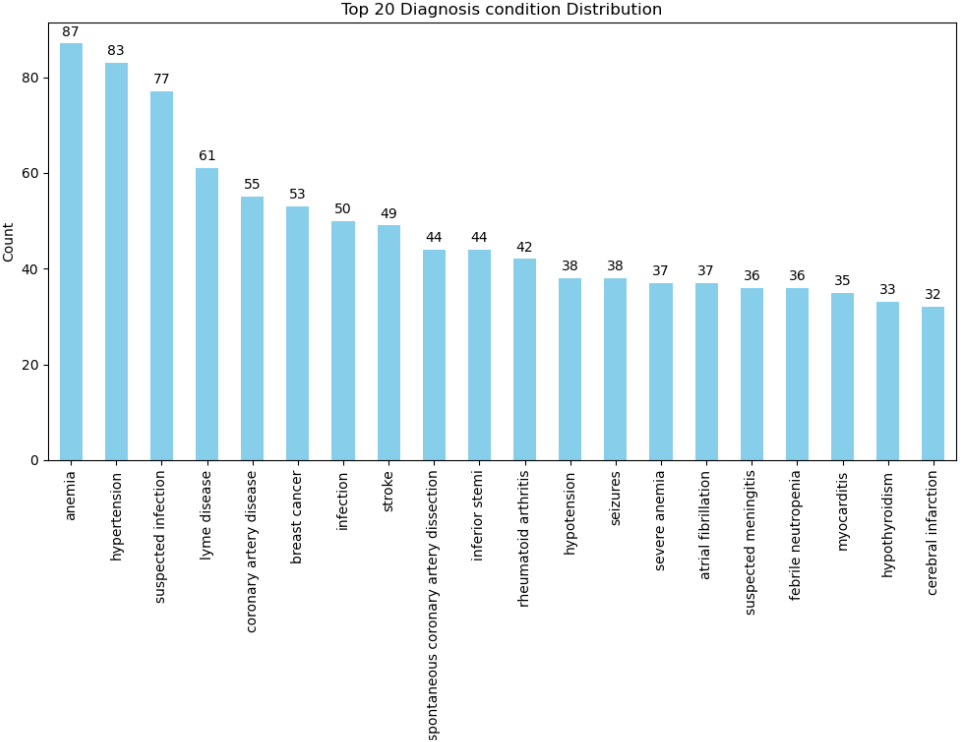 Top 20 Diagnosis condition Distribution
87
83
77
61
55
53
50
49
44
44
42
38
38
37
37
36
36
35
33
32
Count
80
60
40
20
0
anemia
hypertension
suspected infection
lyme disease
coronary artery disease
breast cancer
infection
stroke
spontaneous coronary artery dissection
inferior stemi
rheumatoid arthritis
hypotension
seizures
severe anemia
atrial fibrillation
suspected meningitis
febrile neutropenia
myocarditis
hypothyroidism
cerebral infarction